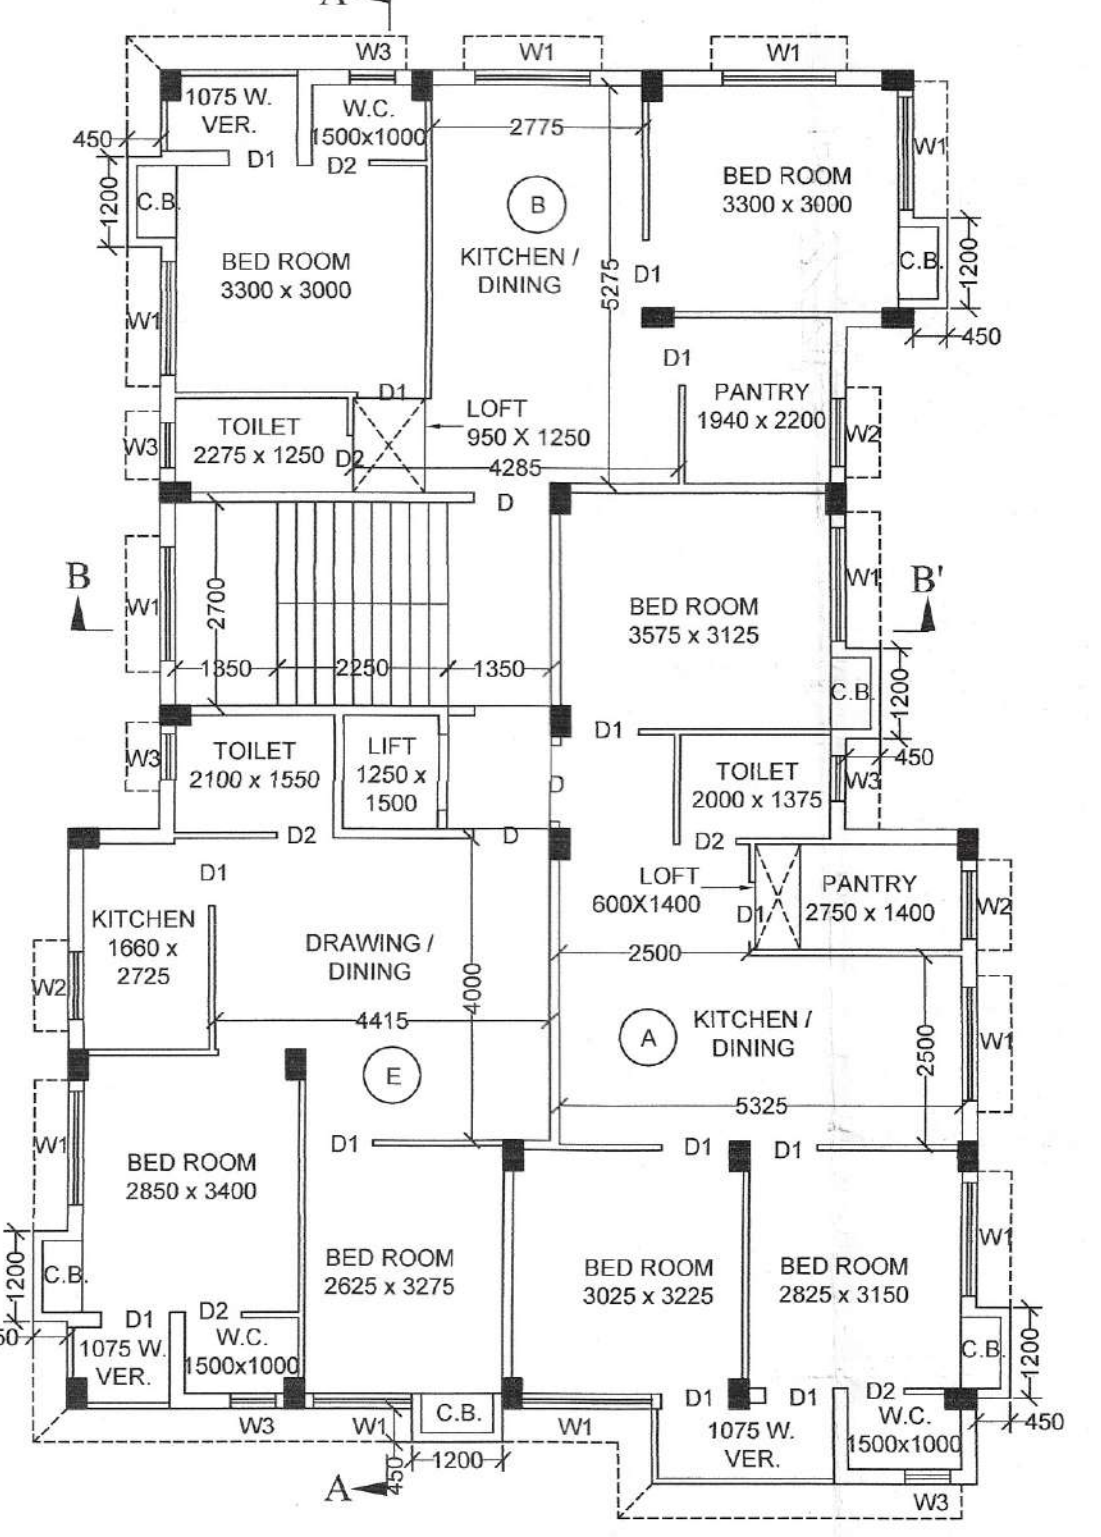 A
W3
W1
W1
1075 W.
VER.
W.C.
1500x1000
450
2775
D1
D2
W1
1200
C.B.
BED ROOM
3300 x 3000
B
KITCHEN /
DINING
BED ROOM
3300 x 3000
5275
D1
C.B.
1200
W1
450
D1
D1
PANTRY
1940 x 2200
TOILET
2275 x 1250
LOFT
950 X 1250
W3
D2
4285
W2
D
B
W1
2700
BED ROOM
3575 x 3125
W1
B'
1350
2250
1350
C.B.
1200
D1
W3
TOILET
2100 x 1550
LIFT
1250 x
1500
D
TOILET
2000 x 1375
W3
450
D2
D
D2
D1
LOFT
600X1400
D1
PANTRY
2750 x 1400
W2
KITCHEN
1660 x
2725
DRAWING /
DINING
2500
W2
4000
4415
A
KITCHEN /
DINING
2500
W1
E
5325
W1
D1
D1
D1
BED ROOM
2850 x 3400
BED ROOM
2625 x 3275
BED ROOM
3025 x 3225
BED ROOM
2825 x 3150
W1
1200
C.B.
D1
D2
50
1075 W.
VER.
W.C.
1500x1000
C.B.
1200
W3
W1
C.B.
W1
D1
D1
D2
450
1075 W.
VER.
W.C.
1500x1000
450
1200
A
W3